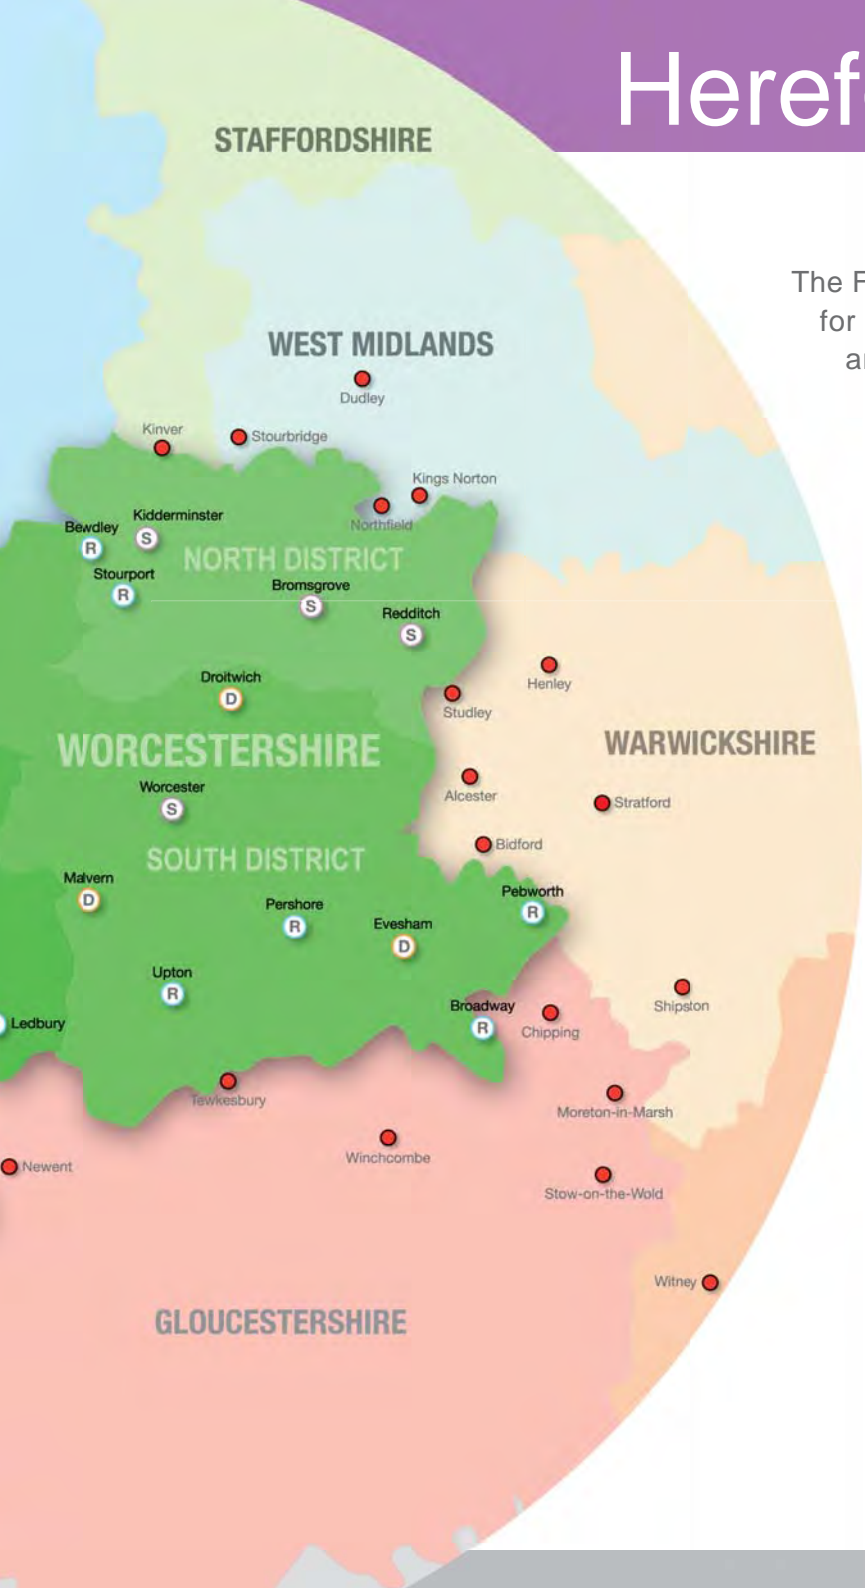 Heref
STAFFORDSHIRE
The F
for
WEST MIDLANDS
Dudley
Kinver
Stourbridge
Kings Norton
Northfield
Kidderminster
S
Bewdley
R
NORTH DISTRICT
Stourport
R
Bromsgrove
S
Redditch
S
Henley
Droitwich
D
Studley
WORCESTERSHIRE
WARWICKSHIRE
Worcester
S
Alcester
Stratford
Bidford
SOUTH DISTRICT
Malvern
D
Pebworth
R
Pershore
R
Evesham
D
Upton
R
Broadway
R
Shipston
Ledbury
Chipping
Tewkesbury
Moreton-in-Marsh
Winchcombe
Newent
Stow-on-the-Wold
Witney
GLOUCESTERSHIRE